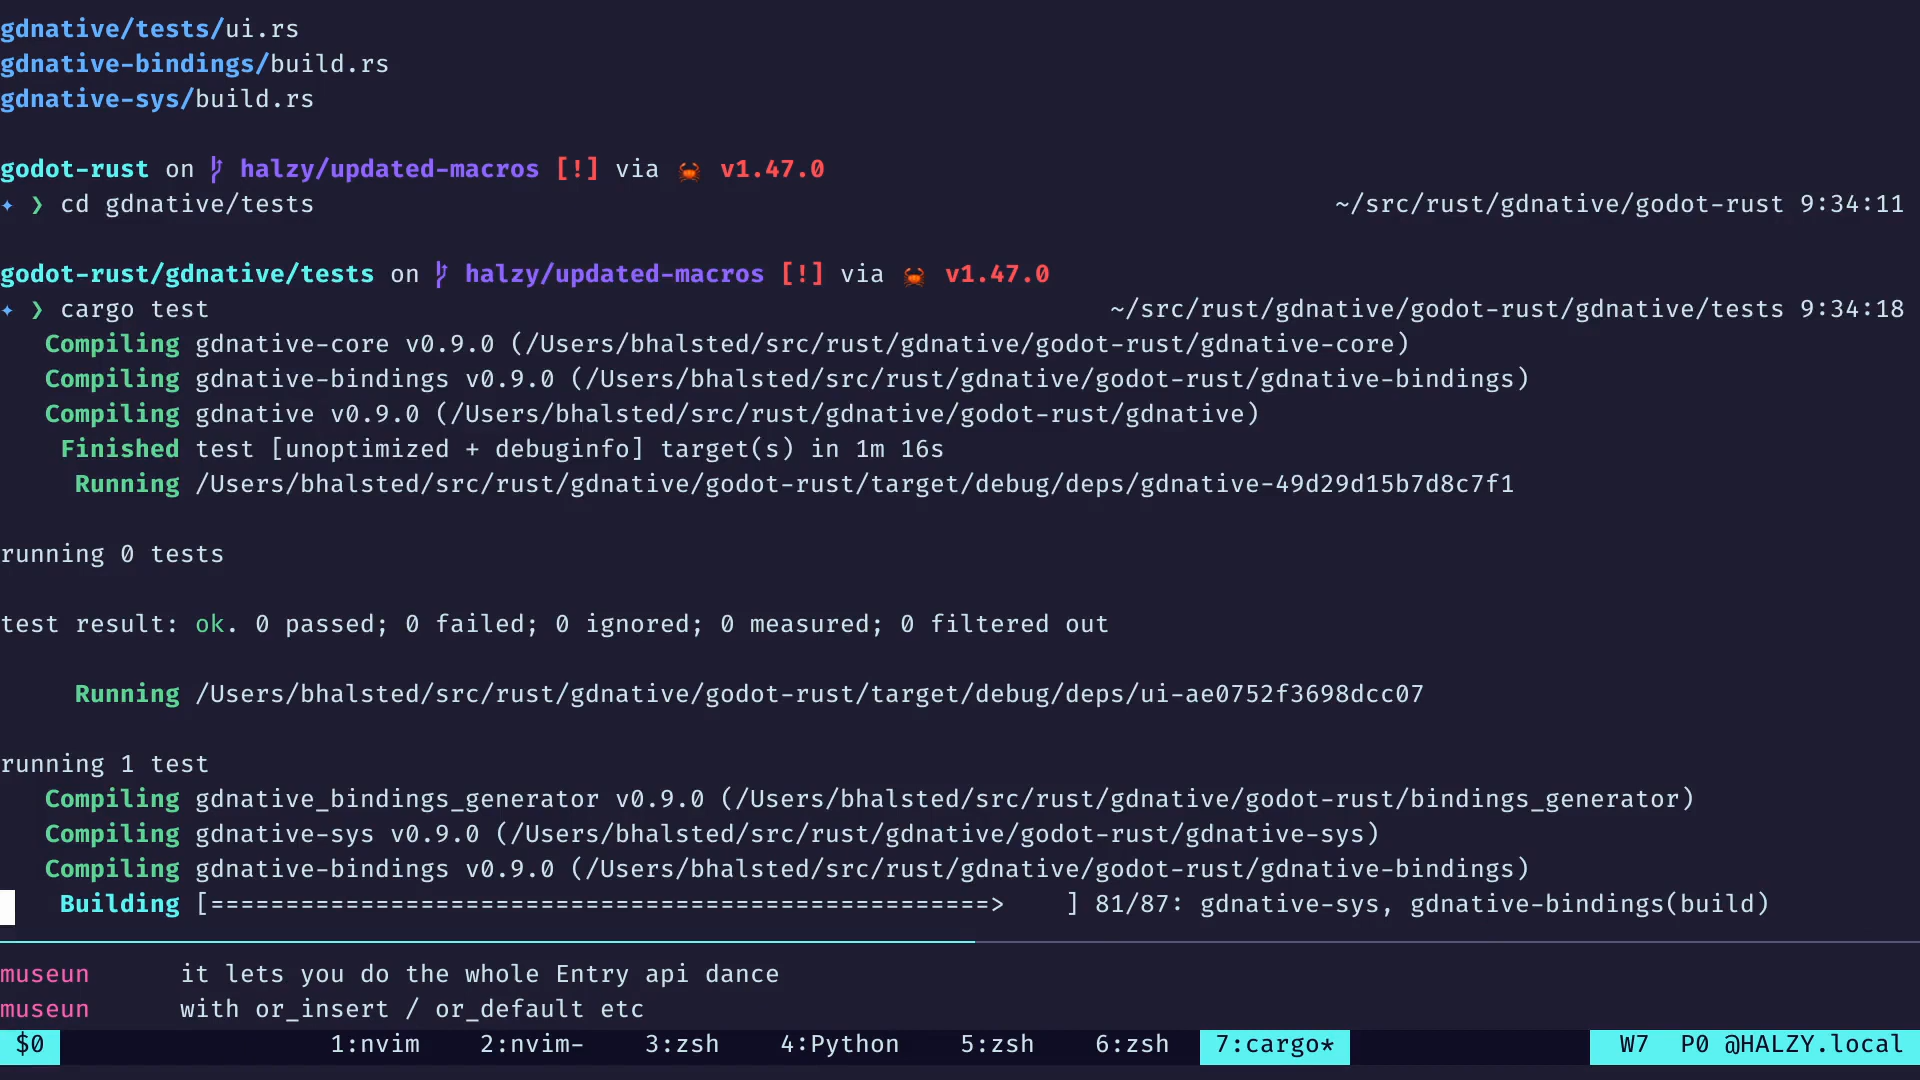 gdnative/tests/ui.rs
gdnative-bindings/build.rs
gdnative-sys/build.rs
godot-rust on halzy/updated-macros [!] via 🦀 v1.47.0
✦ ❯ cd gdnative/tests ~/src/rust/gdnative/godot-rust 9:34:11
godot-rust/gdnative/tests on halzy/updated-macros [!] via 🦀 v1.47.0
✦ ❯ cargo test ~/src/rust/gdnative/godot-rust/gdnative/tests 9:34:18
Compiling gdnative-core v0.9.0 (/Users/bhalsted/src/rust/gdnative/godot-rust/gdnative-core)
Compiling gdnative-bindings v0.9.0 (/Users/bhalsted/src/rust/gdnative/godot-rust/gdnative-bindings)
Compiling gdnative v0.9.0 (/Users/bhalsted/src/rust/gdnative/godot-rust/gdnative)
Finished test [unoptimized + debuginfo] target(s) in 1m 16s
Running /Users/bhalsted/src/rust/gdnative/godot-rust/target/debug/deps/gdnative-49d29d15b7d8c7f1
running 0 tests
test result: ok. 0 passed; 0 failed; 0 ignored; 0 measured; 0 filtered out
Running /Users/bhalsted/src/rust/gdnative/godot-rust/target/debug/deps/ui-ae0752f3698dcc07
running 1 test
Compiling gdnative_bindings_generator v0.9.0 (/Users/bhalsted/src/rust/gdnative/godot-rust/bindings_generator)
Compiling gdnative-sys v0.9.0 (/Users/bhalsted/src/rust/gdnative/godot-rust/gdnative-sys)
Compiling gdnative-bindings v0.9.0 (/Users/bhalsted/src/rust/gdnative/godot-rust/gdnative-bindings)
Building [====================================================>    ] 81/87: gdnative-sys, gdnative-bindings(build)
museun it lets you do the whole Entry api dance
museun with or_insert / or_default etc
$0 1:nvim 2:nvim- 3:zsh 4:Python 5:zsh 6:zsh 7:cargo* W7 P0 @HALZY.local